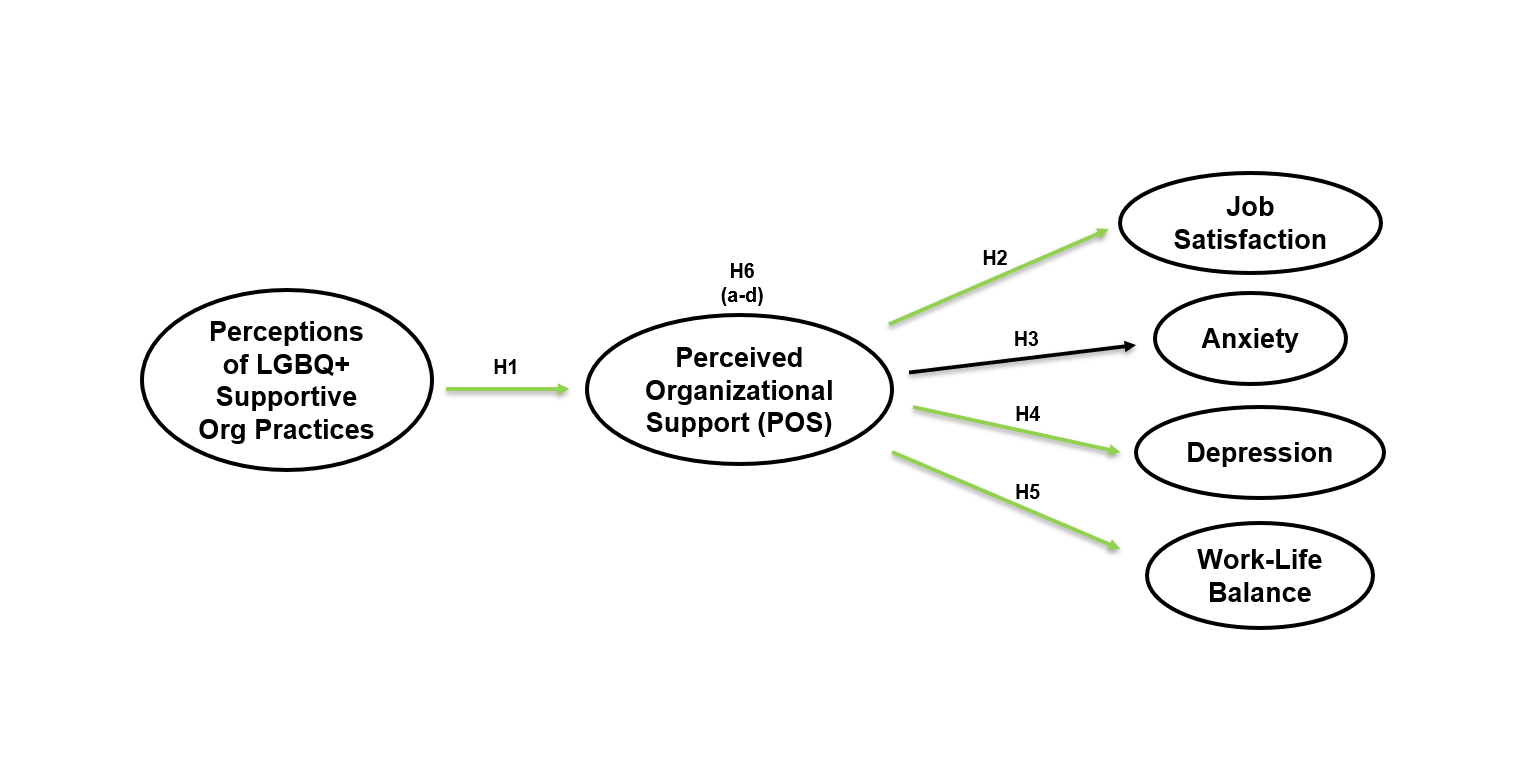 Perceptions
of LGBQ+
Supportive
Org Practices
H1
H6
(a-d)
Perceived
Organizational
Support (POS)
H2
H3
H4
H5
Job
Satisfaction
Anxiety
Depression
Work-Life
Balance